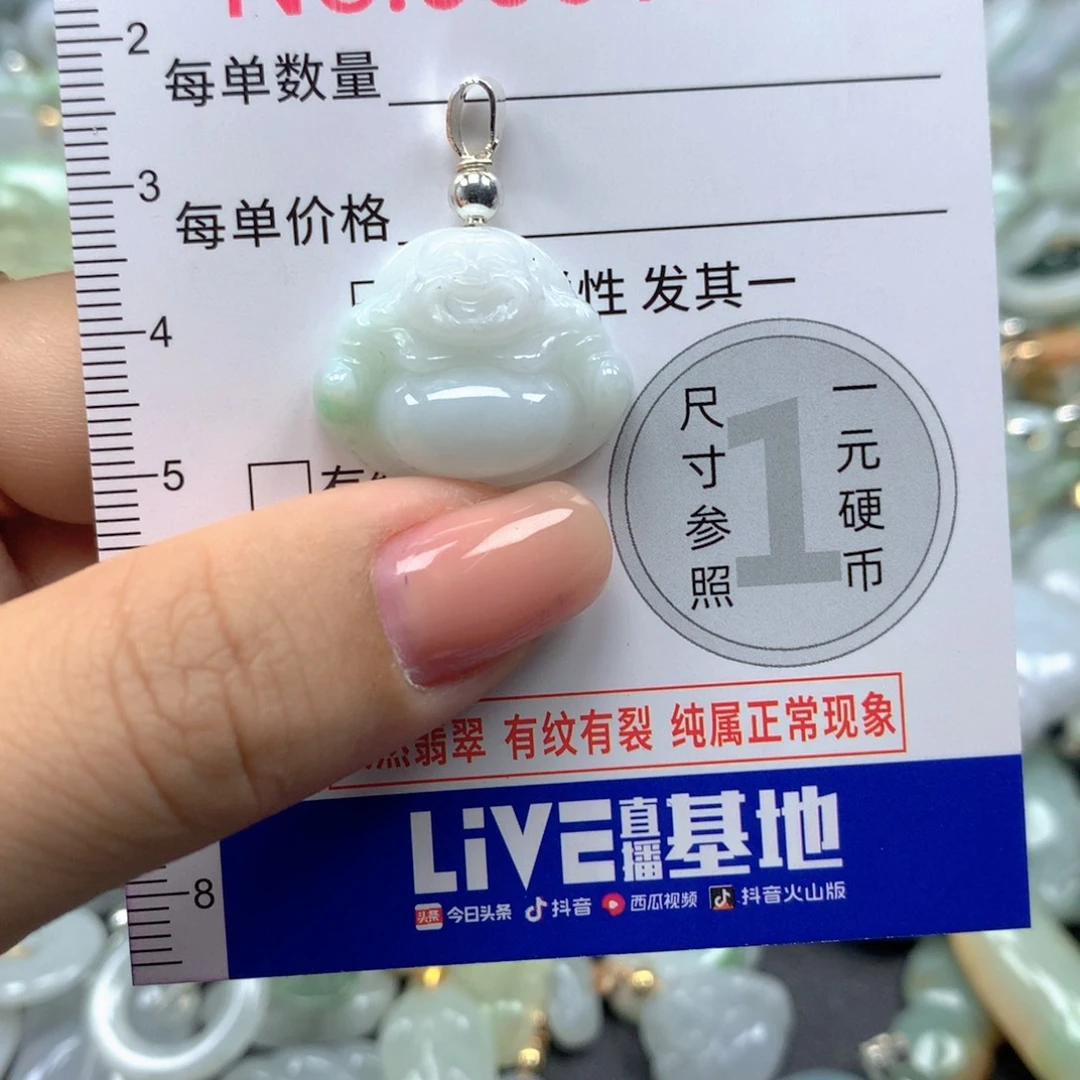 2
每单数量
3
每单价格
性 发其一
4
尺寸参照
1
一元硬币
5
有
翡翠 有纹有裂 纯属正常现象
LiVE直播基地
头条 今日头条 抖音 西瓜视频 抖音火山版
8